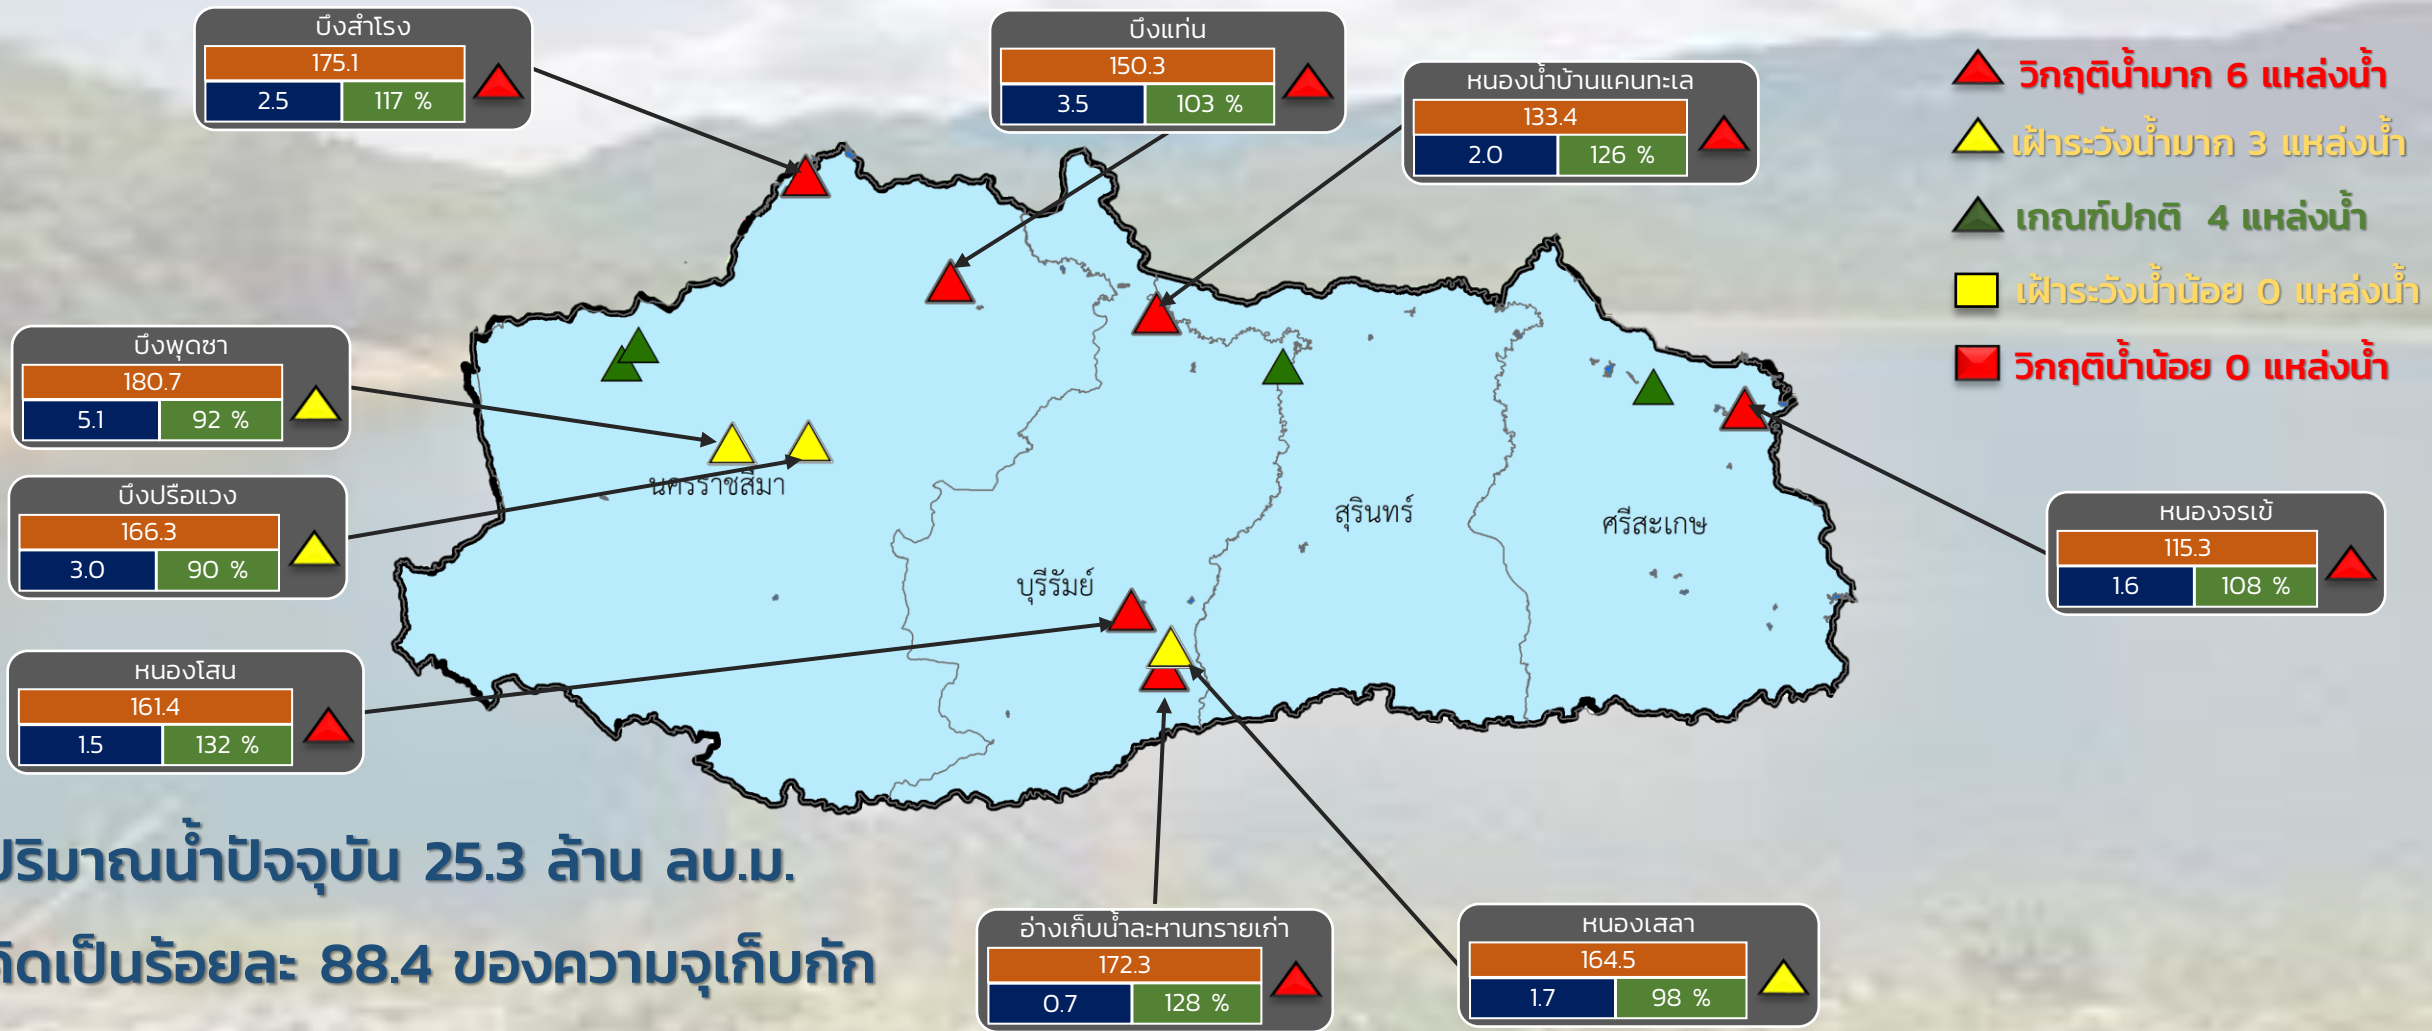 บึงสำโรง
175.1
2.5 117 %
บึงแท่น
150.3
3.5 103 %
หนองน้ำบ้านแคนทะเล
133.4
2.0 126 %
วิกฤติน้ำมาก 6 แหล่งน้ำ
เฝ้าระวังน้ำมาก 3 แหล่งน้ำ
เกณฑ์ปกติ 4 แหล่งน้ำ
เฝ้าระวังน้ำน้อย 0 แหล่งน้ำ
วิกฤติน้ำน้อย 0 แหล่งน้ำ
บึงพุดซา
180.7
5.1 92 %
บึงปรือแวง
166.3
3.0 90 %
นครราชสีมา
สุรินทร์
ศรีสะเกษ
บุรีรัมย์
หนองจรเข้
115.3
1.6 108 %
หนองโสน
161.4
1.5 132 %
ปริมาณน้ำปัจจุบัน 25.3 ล้าน ลบ.ม.
คิดเป็นร้อยละ 88.4 ของความจุเก็บกัก
อ่างเก็บน้ำละหานทรายเก่า
172.3
0.7 128 %
หนองเสลา
164.5
1.7 98 %